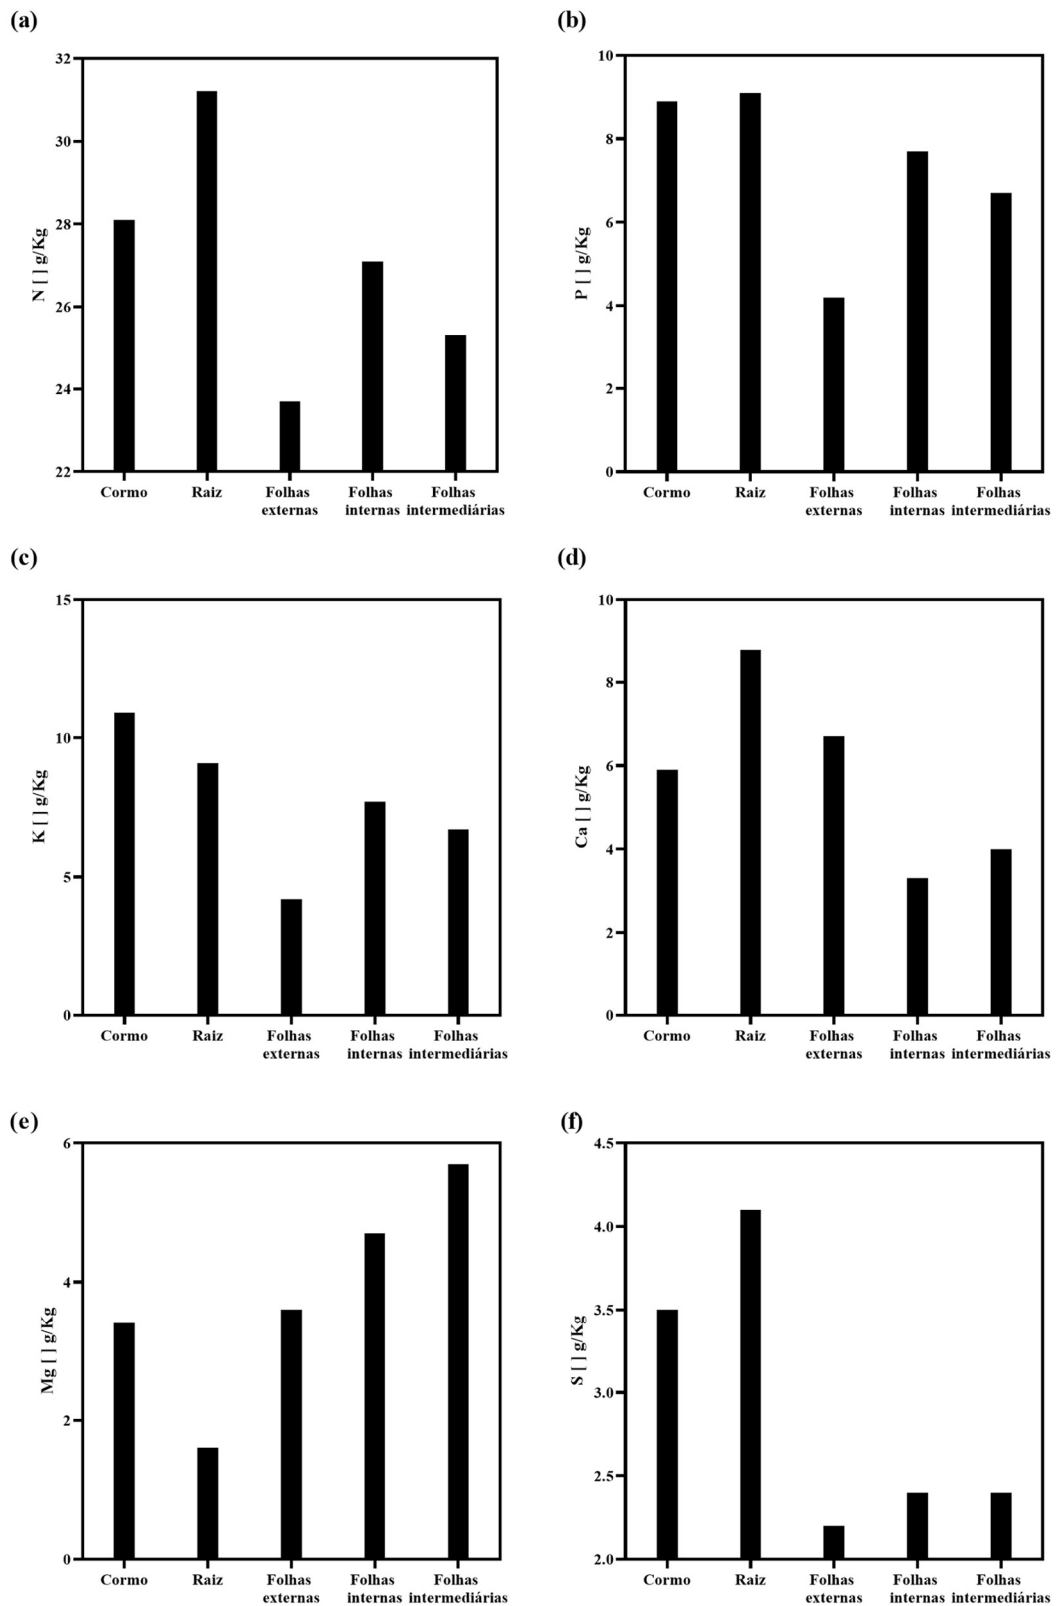 (a)
32
30
28
26
24
22
N [ ] g/Kg
Cormo
Raiz
Folhas
externas
Folhas
internas
Folhas
intermediárias
(b)
10
8
6
4
2
0
P [ ] g/Kg
Cormo
Raiz
Folhas
externas
Folhas
internas
Folhas
intermediárias
(c)
15
10
5
0
K [ ] g/Kg
Cormo
Raiz
Folhas
externas
Folhas
internas
Folhas
intermediárias
(d)
10
8
6
4
2
0
Ca [ ] g/Kg
Cormo
Raiz
Folhas
externas
Folhas
internas
Folhas
intermediárias
(e)
6
4
2
0
Mg [ ] g/Kg
Cormo
Raiz
Folhas
externas
Folhas
internas
Folhas
intermediárias
(f)
4.5
4.0
3.5
3.0
2.5
2.0
S [ ] g/Kg
Cormo
Raiz
Folhas
externas
Folhas
internas
Folhas
intermediárias